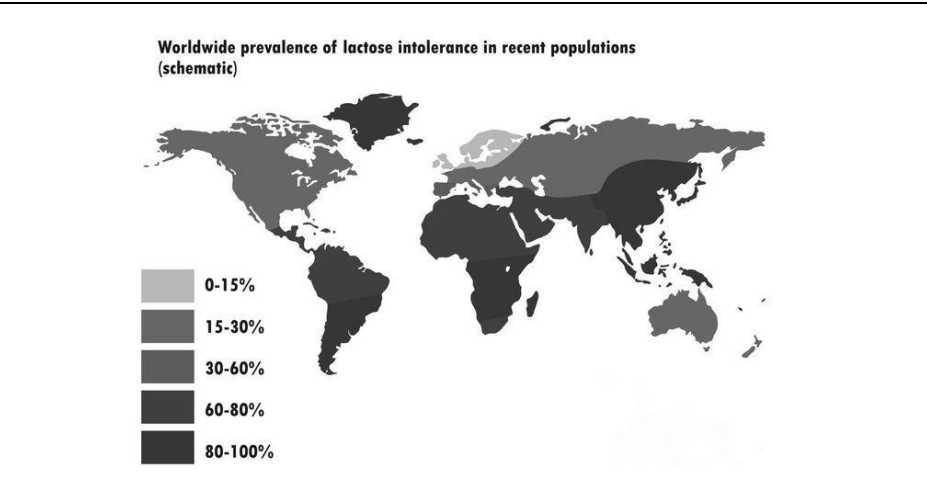 Worldwide prevalence of lactose intolerance in recent populations
(schematic)
0-15%
15-30%
30-60%
60-80%
80-100%